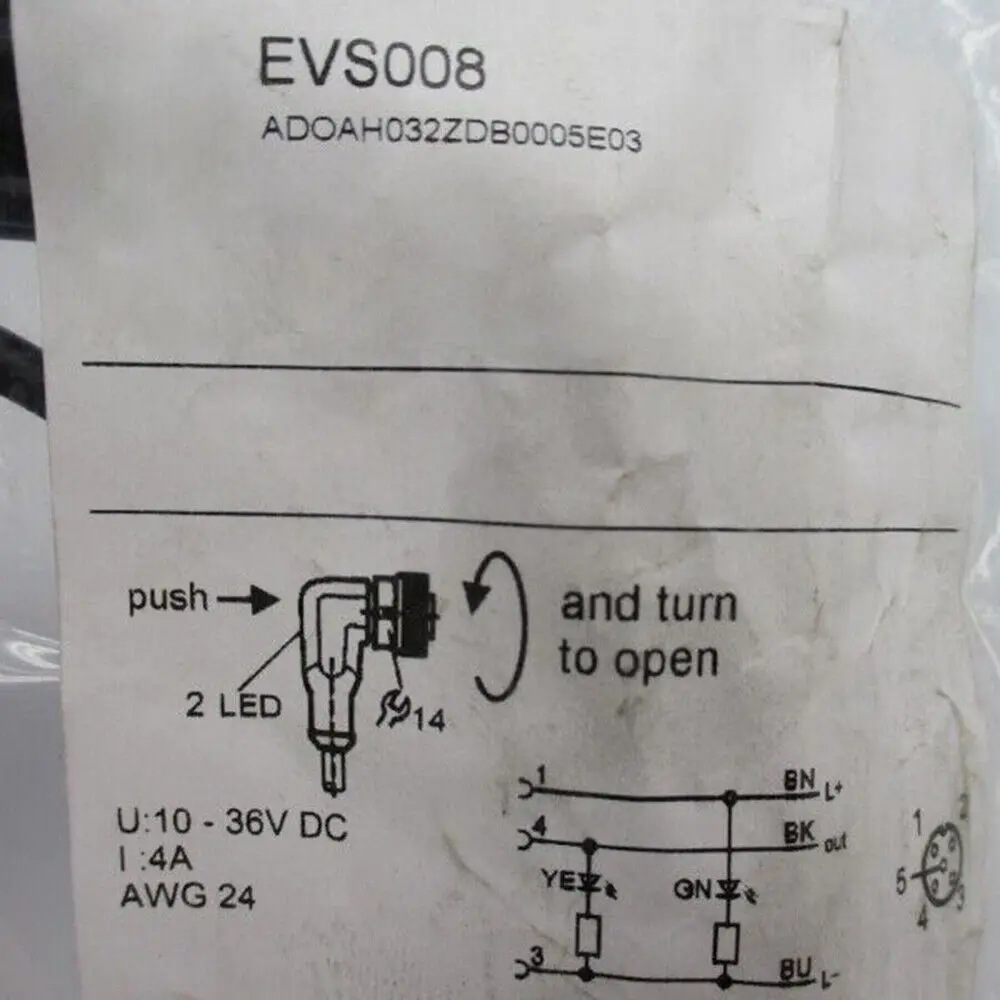 EVS008
ADOAH032ZDB0005E03
push
and turn
to open
2 LED
14
U:10 - 36V DC
I :4A
AWG 24
1 BN L+
4 BK out
YE GN
3 BU L-
1 2
5
4 3